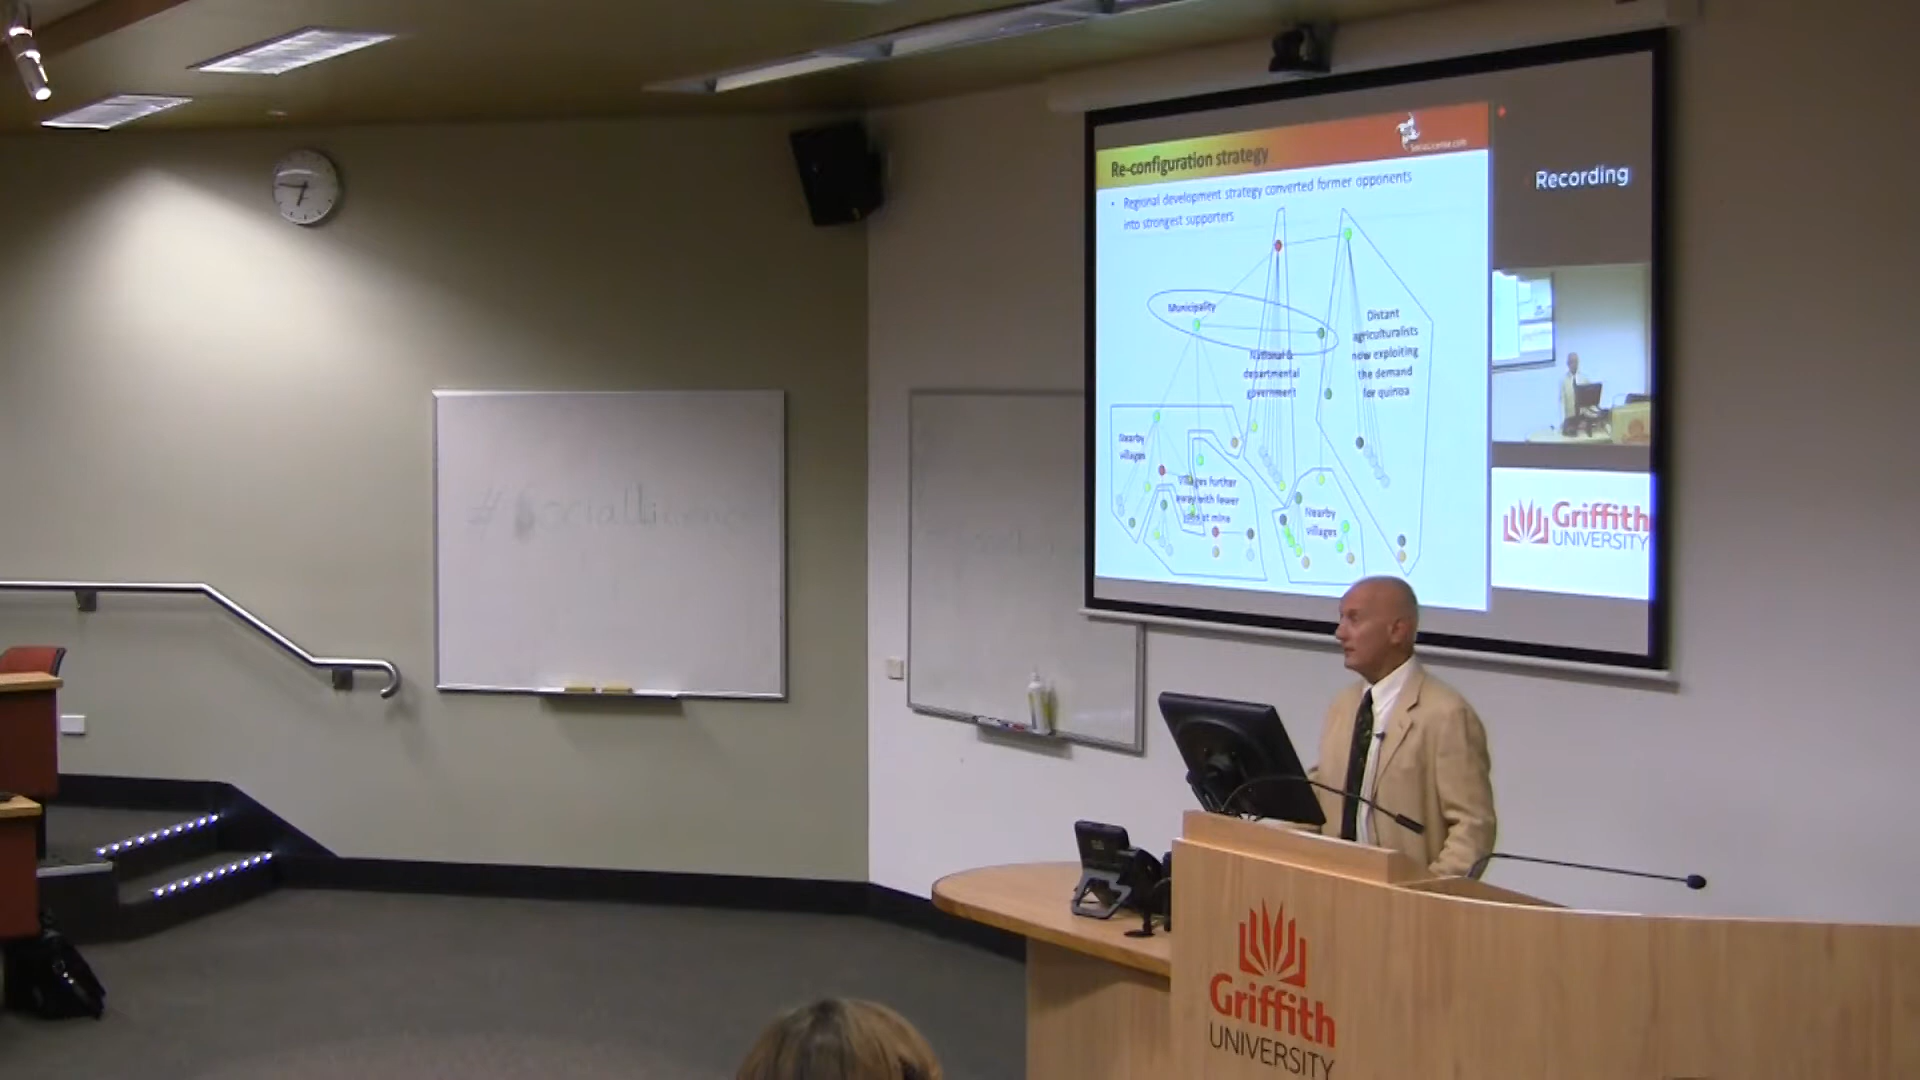 Re-configuration strategy
SocioLicense.com
• Regional development strategy converted former opponents
into strongest supporters
Municipality
National &
departmental
government
Distant
agriculturalists
now exploiting
the demand
for quinoa
Nearby
villages
Villages further
away with fewer
at mine
Nearby
villages
Recording
Griffith
UNIVERSITY
Griffith
UNIVERSITY